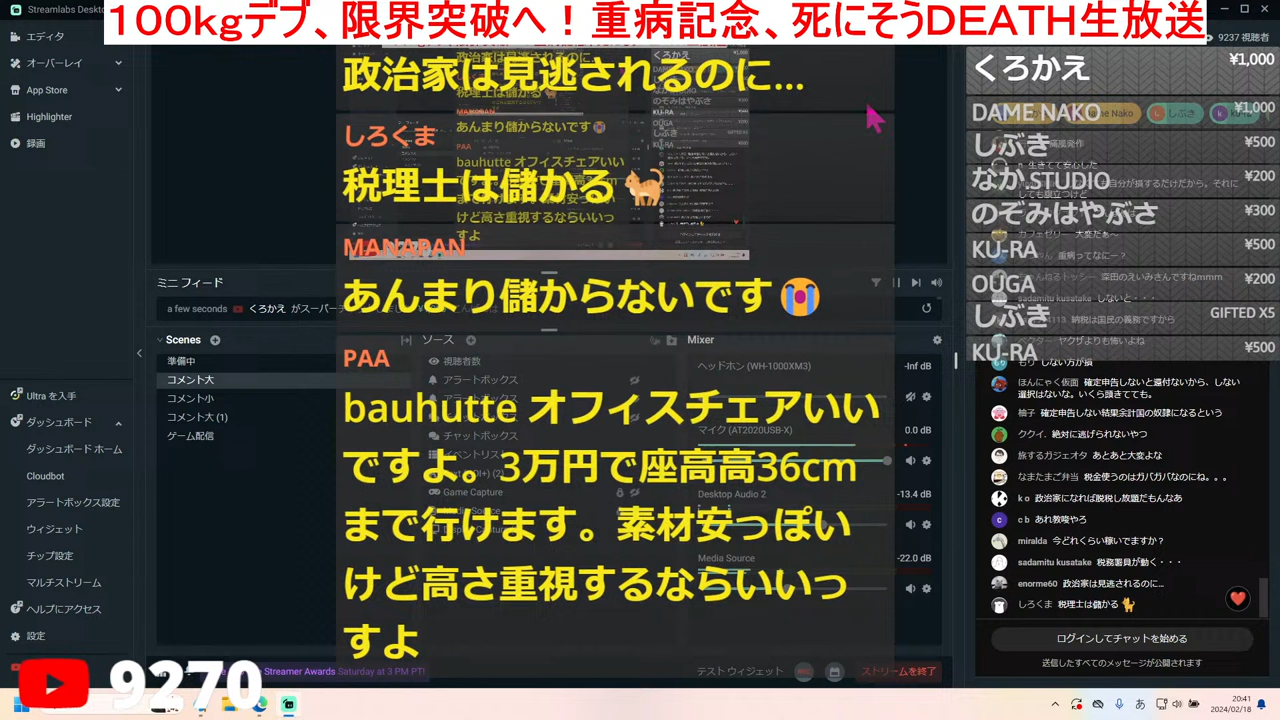 Streamlabs Deskto
100kgデブ、限界突破へ！重病記念、死にそうDEATH生放送
9237 視聴者
App Store
Highlighter
録画
政治家は見逃されるのに...
しろくま
税理士は儲かる🐈
MANAPAN
あんまり儲からないです😭
PAA
bauhutte オフィスチェアいい
ですよ。3万円で座高高36cm
まで行けます。素材安っぽい
けど高さ重視するならいいっ
すよ
くろかえ ¥1,000
DAME NAKO ¥1,000
しぶき ¥500
なか STUDIO ¥200
のぞみはやぶさ ¥300
KU-RA ¥500
OUGA ¥200
しぶき GIFTED X5
KU-RA ¥500
ミニ フィード
a few seconds くろかえ がスーパー
Scenes
準備中
コメント大
コメント小
コメント大 (1)
ゲーム配信
ソース
視聴者数
アラートボックス
チャットボックス
Game Capture
Mixer
ヘッドホン (WH-1000XM3) -Inf dB
マイク (AT2020USB-X) 0.0 dB
Desktop Audio 2 -13.4 dB
Media Source -22.0 dB
Ultra を入手
ダッシュボード
ダッシュボード ホーム
Cloudbot
アラートボックス設定
ウィジェット
チップ設定
マルチストリーム
ヘルプにアクセス
設定
もり しない方が損
ほんにゃく仮面 確定申告しないと還付ないから、しない
選択はないな。いくら踊きてても。
柚子 確定申告しない結果余計国の奴隷になるという
ククイ. 絶対に逃げられないやつ
旅するガジェオタ あとあと大変よな
なまたまご弁当 税金使うのはガバガバなのにね。。。
k o 政治家になれば脱税し放題だもんなあ
c b あれ教唆やろ
miralda 今どれくらい稼いでますか？
sadamitu kusatake 税務署員が動く・・・
enorme60 政治家は見逃されるのに...
しろくま 税理士は儲かる🐈
ログインしてチャットを始める
送信したすべてのメッセージが公開されます
9270
Streamer Awards Saturday at 3 PM PT!
テスト ウィジェット
ストリームを終了
20:41
2024/02/18